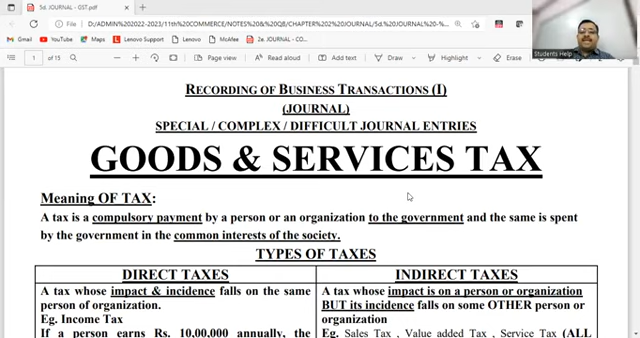 5d. JOURNAL - GST.pdf
File
D:/ADMIN%202022-2023/11th%20COMMERCE/NOTES%20&%20QB/CHAPTER%202%20JOURNAL/5d.%20JOURNAL%20-%
Gmail
YouTube
Maps
Lenovo Support
Lenovo
McAfee
2e. JOURNAL - CO...
1 of 15
Page view
Read aloud
Add text
Draw
Highlight
Erase
Students Help
RECORDING OF BUSINESS TRANSACTIONS (I)
(JOURNAL)
SPECIAL / COMPLEX / DIFFICULT JOURNAL ENTRIES
GOODS & SERVICES TAX
Meaning OF TAX:
A tax is a compulsory payment by a person or an organization to the government and the same is spent
by the government in the common interests of the society.
TYPES OF TAXES
DIRECT TAXES
A tax whose impact & incidence falls on the same
person of organization.
Eg. Income Tax
If a person earns Rs. 10,00,000 annually, the
INDIRECT TAXES
A tax whose impact is on a person or organization
BUT its incidence falls on some OTHER person or
organization
Eg. Sales Tax , Value added Tax , Service Tax (ALL